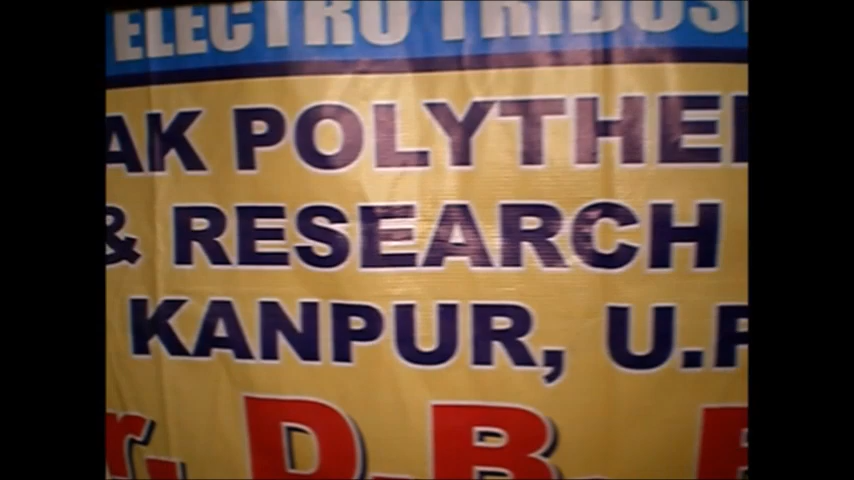 ELECTRO TRIBOS
AK POLYTHE
& RESEARCH
KANPUR, U.P
r. D.B.